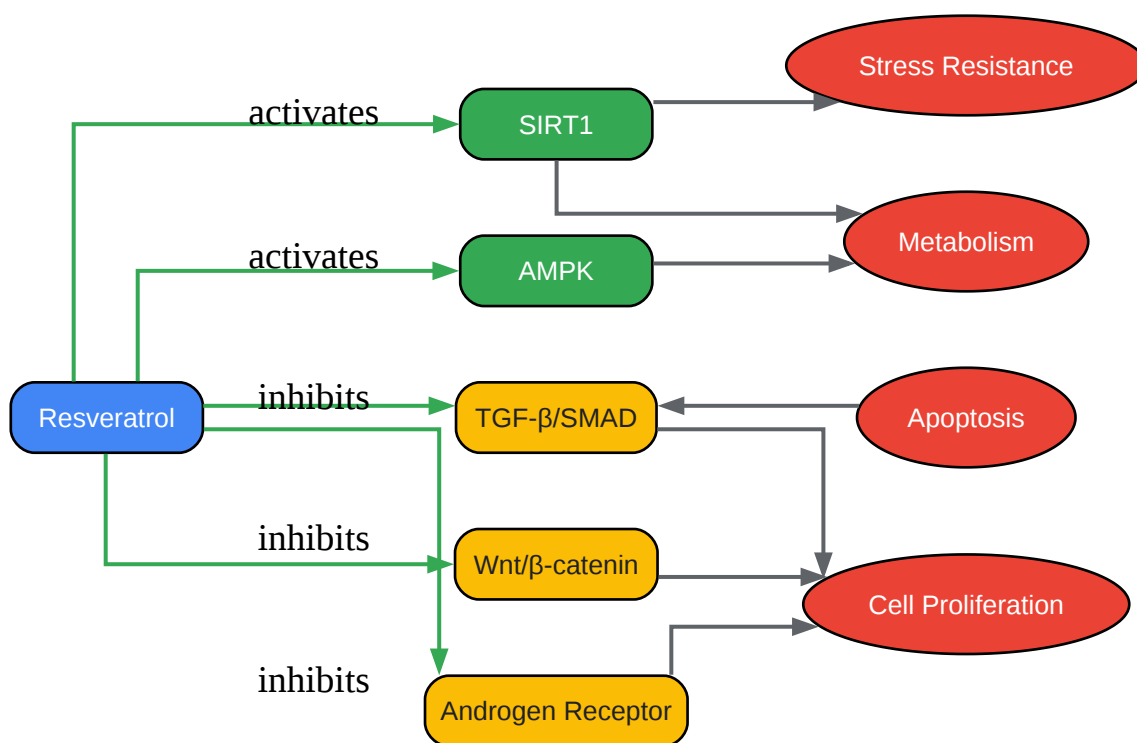 Stress Resistance
activates
SIRT1
Metabolism
activates
AMPK
inhibits
Resveratrol
TGF-β/SMAD
Apoptosis
inhibits
Wnt/β-catenin
Cell Proliferation
inhibits
Androgen Receptor